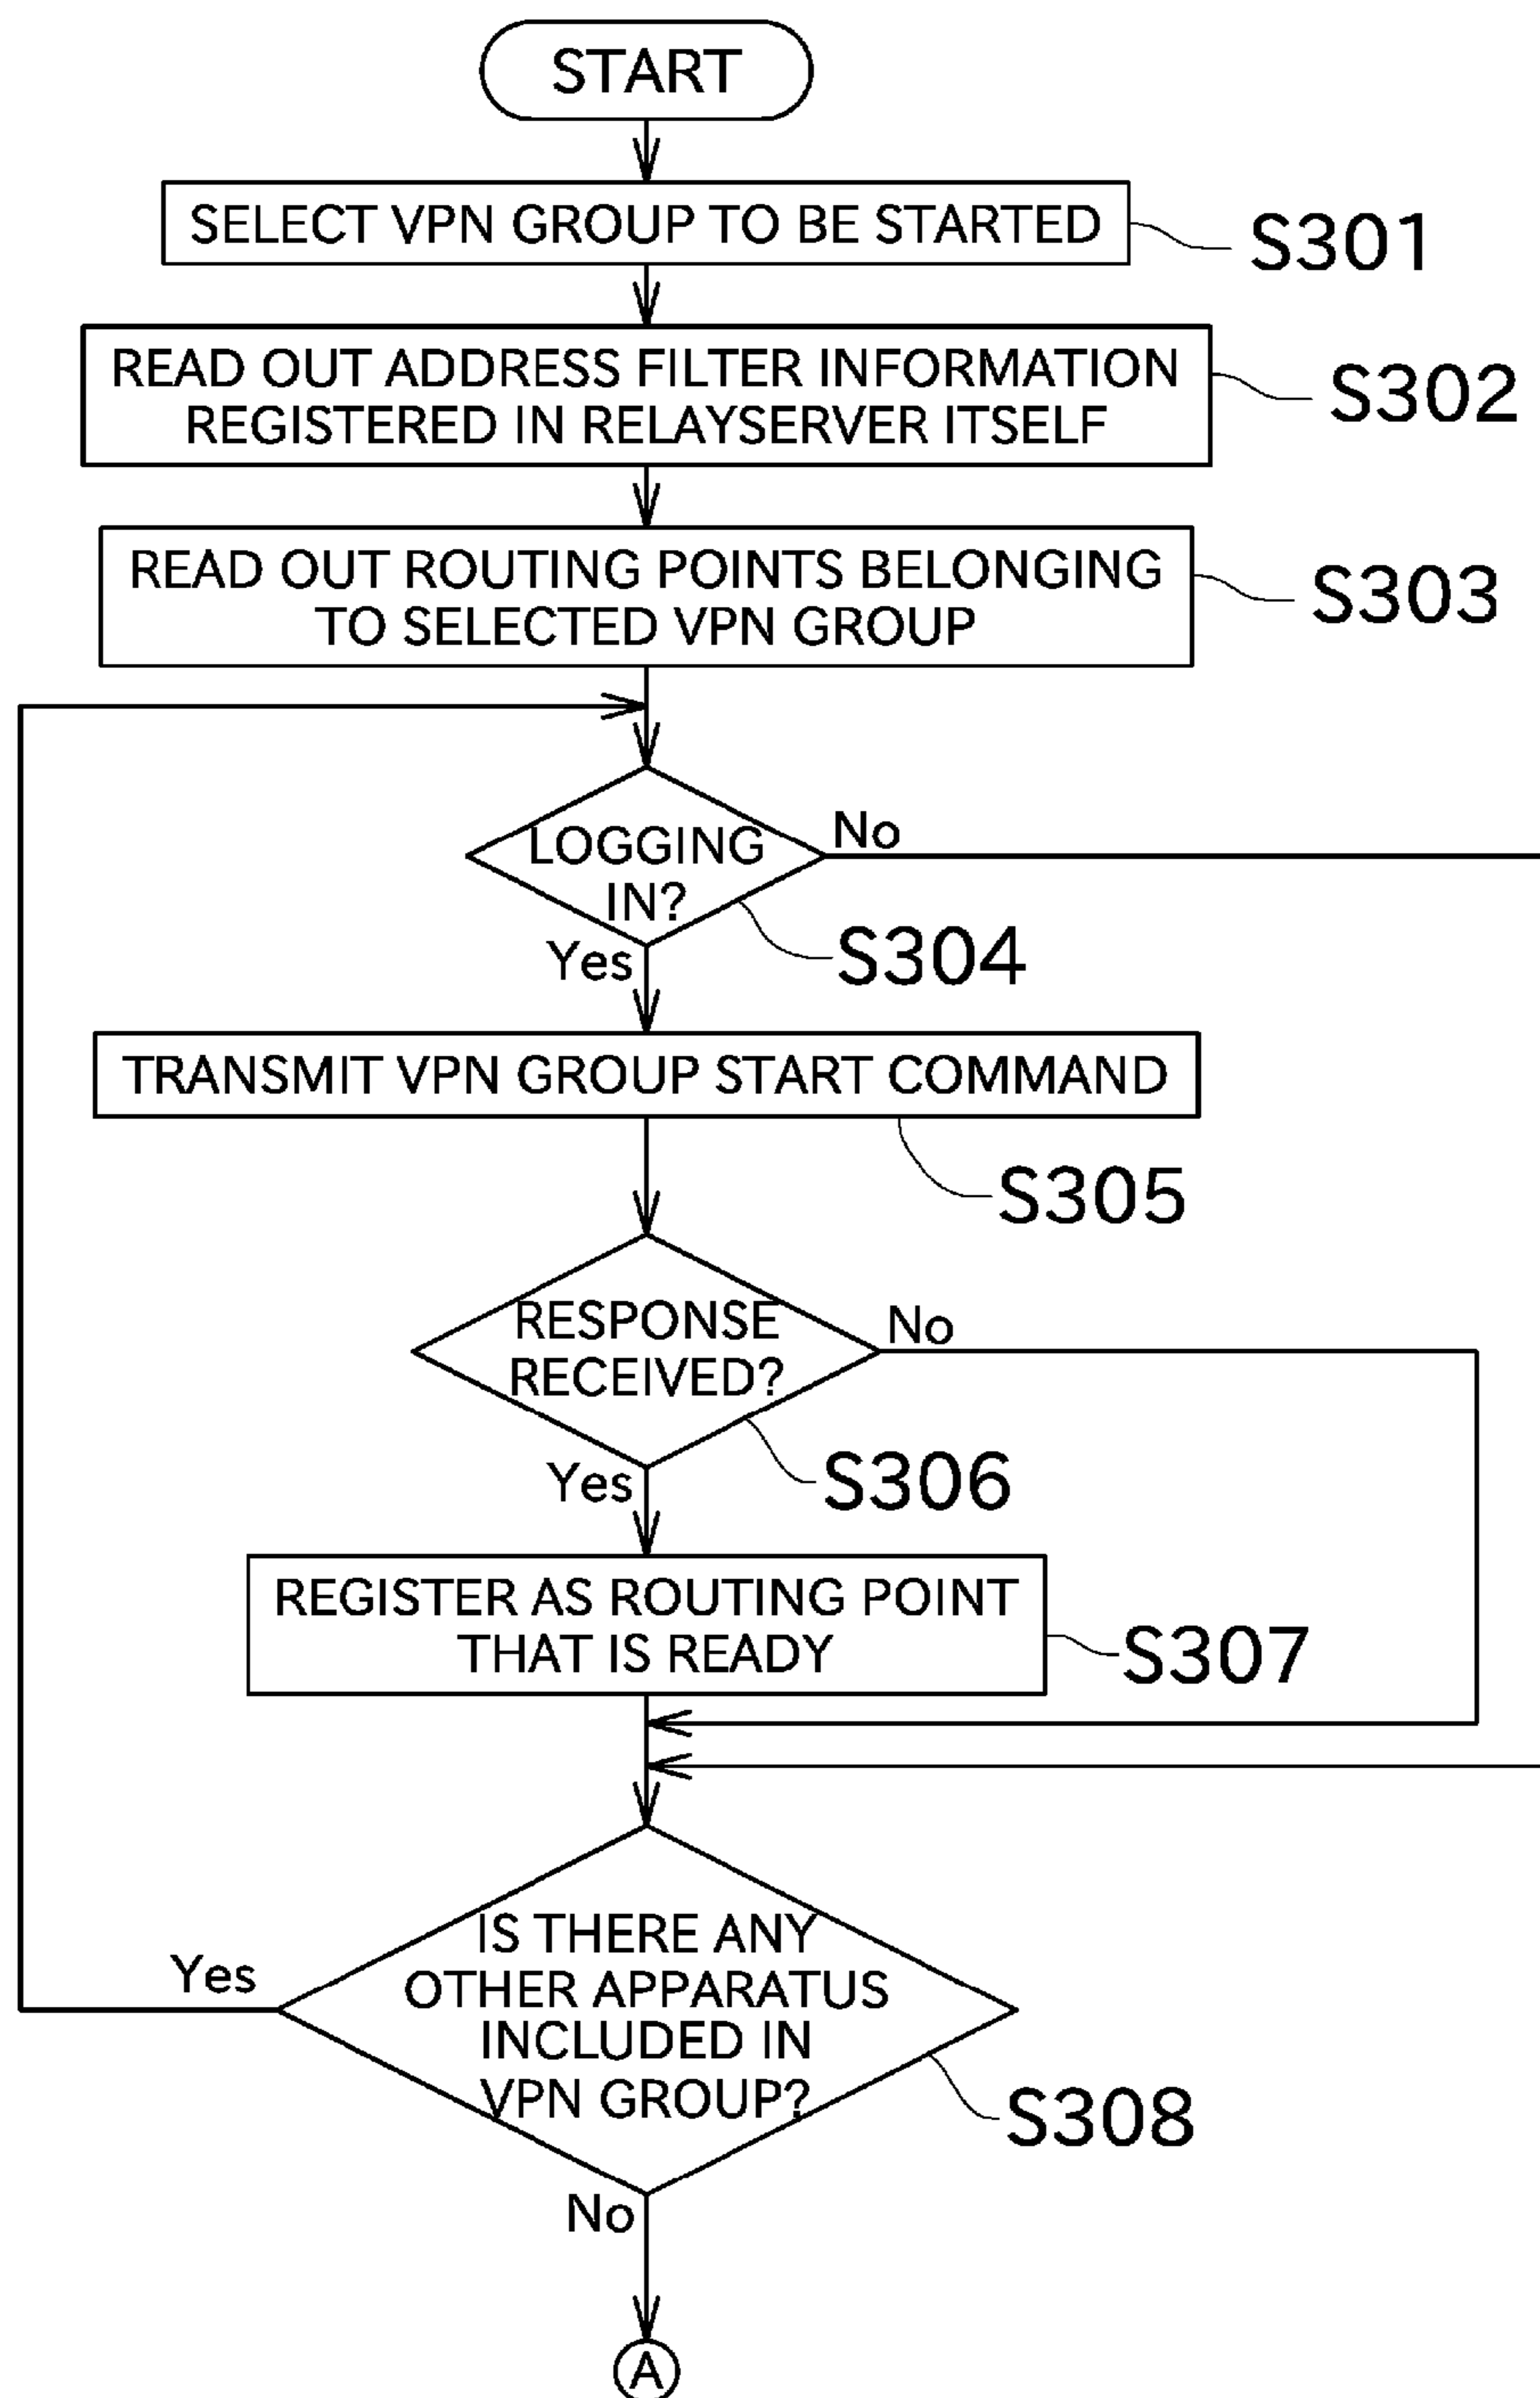 START
SELECT VPN GROUP TO BE STARTED
S301
READ OUT ADDRESS FILTER INFORMATION
REGISTERED IN RELAYSERVER ITSELF
S302
READ OUT ROUTING POINTS BELONGING
TO SELECTED VPN GROUP
S303
LOGGING
IN?
No
S304
Yes
TRANSMIT VPN GROUP START COMMAND
S305
RESPONSE
RECEIVED?
No
S306
Yes
REGISTER AS ROUTING POINT
THAT IS READY
S307
IS THERE ANY
OTHER APPARATUS
INCLUDED IN
VPN GROUP?
Yes
S308
No
A